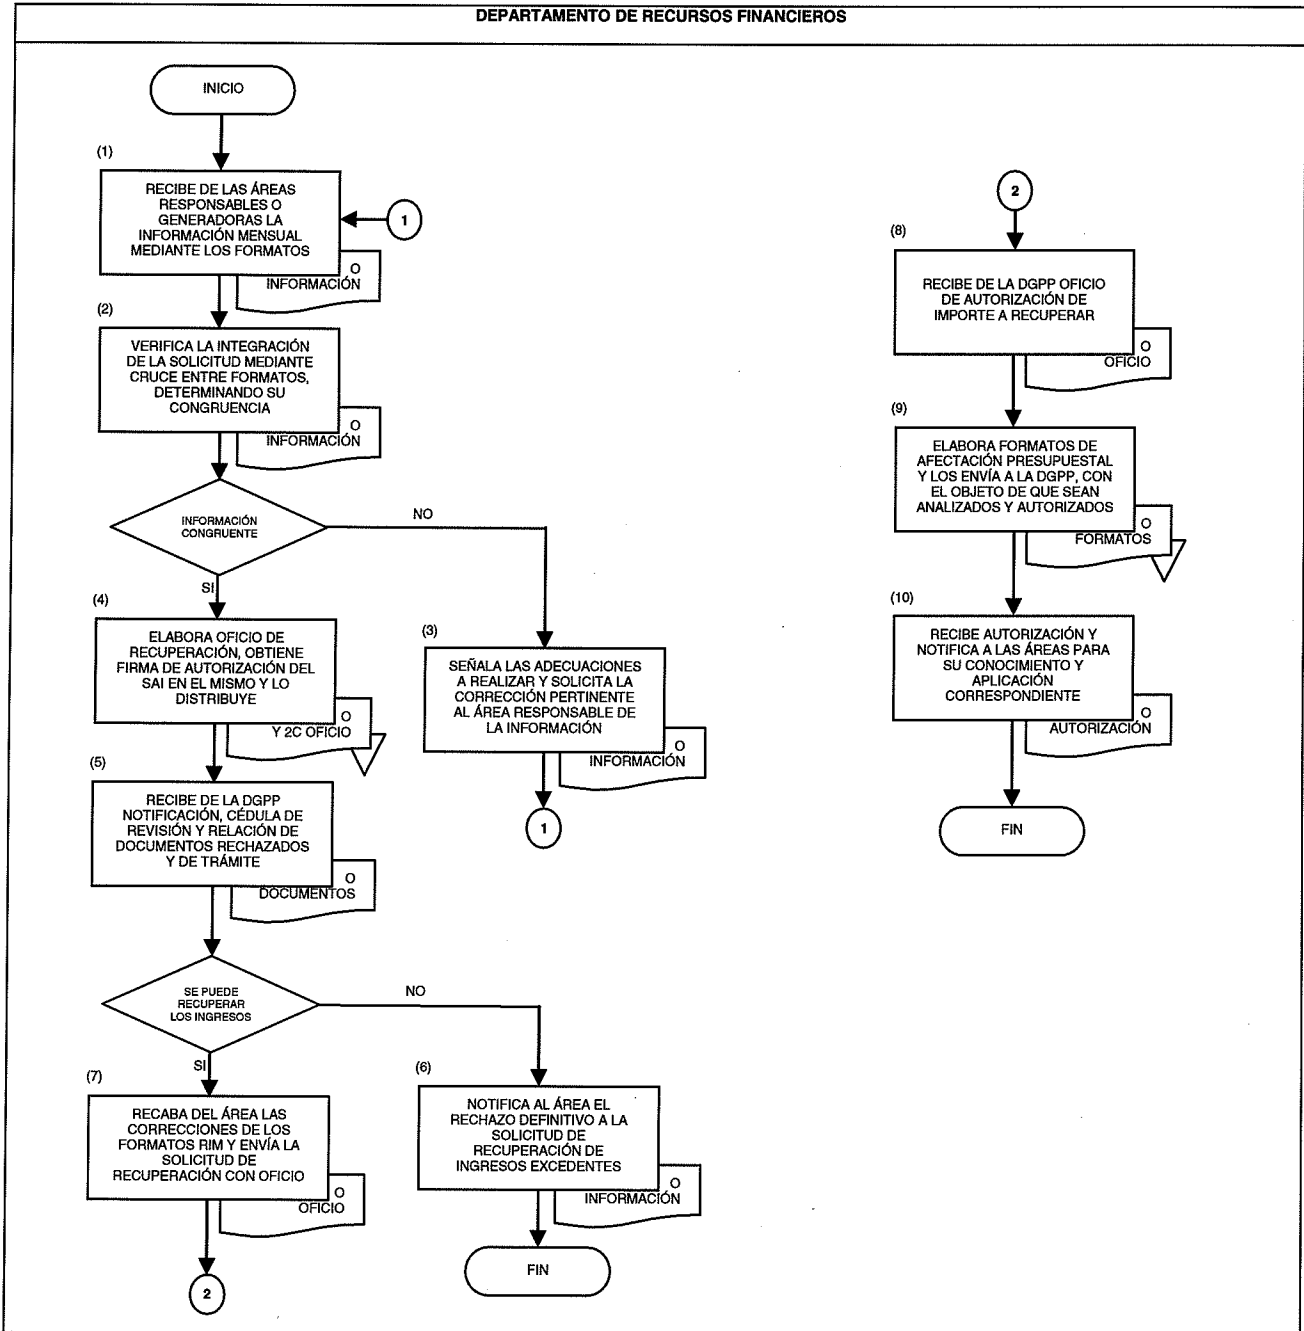 DEPARTAMENTO DE RECURSOS FINANCIEROS
INICIO
(1)
RECIBE DE LAS ÁREAS
RESPONSABLES O
GENERADORAS LA
INFORMACIÓN MENSUAL
MEDIANTE LOS FORMATOS
1
O
INFORMACIÓN
(2)
VERIFICA LA INTEGRACIÓN
DE LA SOLICITUD MEDIANTE
CRUCE ENTRE FORMATOS,
DETERMINANDO SU
CONGRUENCIA
O
INFORMACIÓN
INFORMACIÓN
CONGRUENTE
NO
SI
(3)
SEÑALA LAS ADECUACIONES
A REALIZAR Y SOLICITA LA
CORRECCIÓN PERTINENTE
AL ÁREA RESPONSABLE DE
LA INFORMACIÓN
O
INFORMACIÓN
1
(4)
ELABORA OFICIO DE
RECUPERACIÓN, OBTIENE
FIRMA DE AUTORIZACIÓN DEL
SAI EN EL MISMO Y LO
DISTRIBUYE
O
Y 2C OFICIO
(5)
RECIBE DE LA DGPP
NOTIFICACIÓN, CÉDULA DE
REVISIÓN Y RELACIÓN DE
DOCUMENTOS RECHAZADOS
Y DE TRÁMITE
O
DOCUMENTOS
SE PUEDE
RECUPERAR
LOS INGRESOS
NO
SI
(6)
NOTIFICA AL ÁREA EL
RECHAZO DEFINITIVO A LA
SOLICITUD DE
RECUPERACIÓN DE
INGRESOS EXCEDENTES
O
INFORMACIÓN
FIN
(7)
RECABA DEL ÁREA LAS
CORRECCIONES DE LOS
FORMATOS RIM Y ENVÍA LA
SOLICITUD DE
RECUPERACIÓN CON OFICIO
O
OFICIO
2
2
(8)
RECIBE DE LA DGPP OFICIO
DE AUTORIZACIÓN DE
IMPORTE A RECUPERAR
O
OFICIO
(9)
ELABORA FORMATOS DE
AFECTACIÓN PRESUPUESTAL
Y LOS ENVÍA A LA DGPP, CON
EL OBJETO DE QUE SEAN
ANALIZADOS Y AUTORIZADOS
O
FORMATOS
(10)
RECIBE AUTORIZACIÓN Y
NOTIFICA A LAS ÁREAS PARA
SU CONOCIMIENTO Y
APLICACIÓN
CORRESPONDIENTE
O
AUTORIZACIÓN
FIN